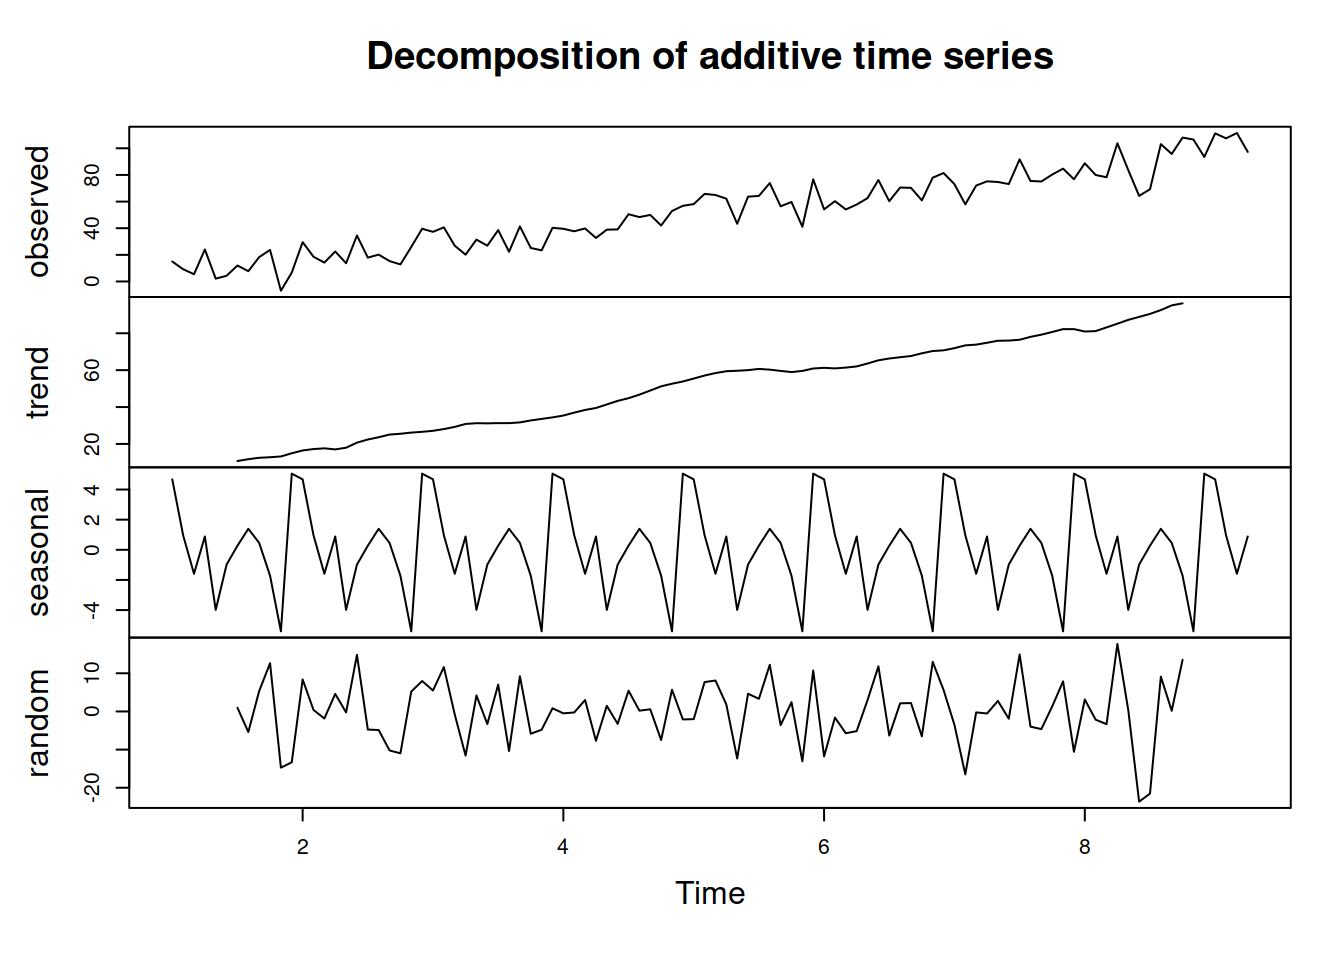 Decomposition of additive time series
observed
0 40 80
trend
20 60
seasonal
-4 0 2 4
random
-20 0 10
2 4 6 8
Time